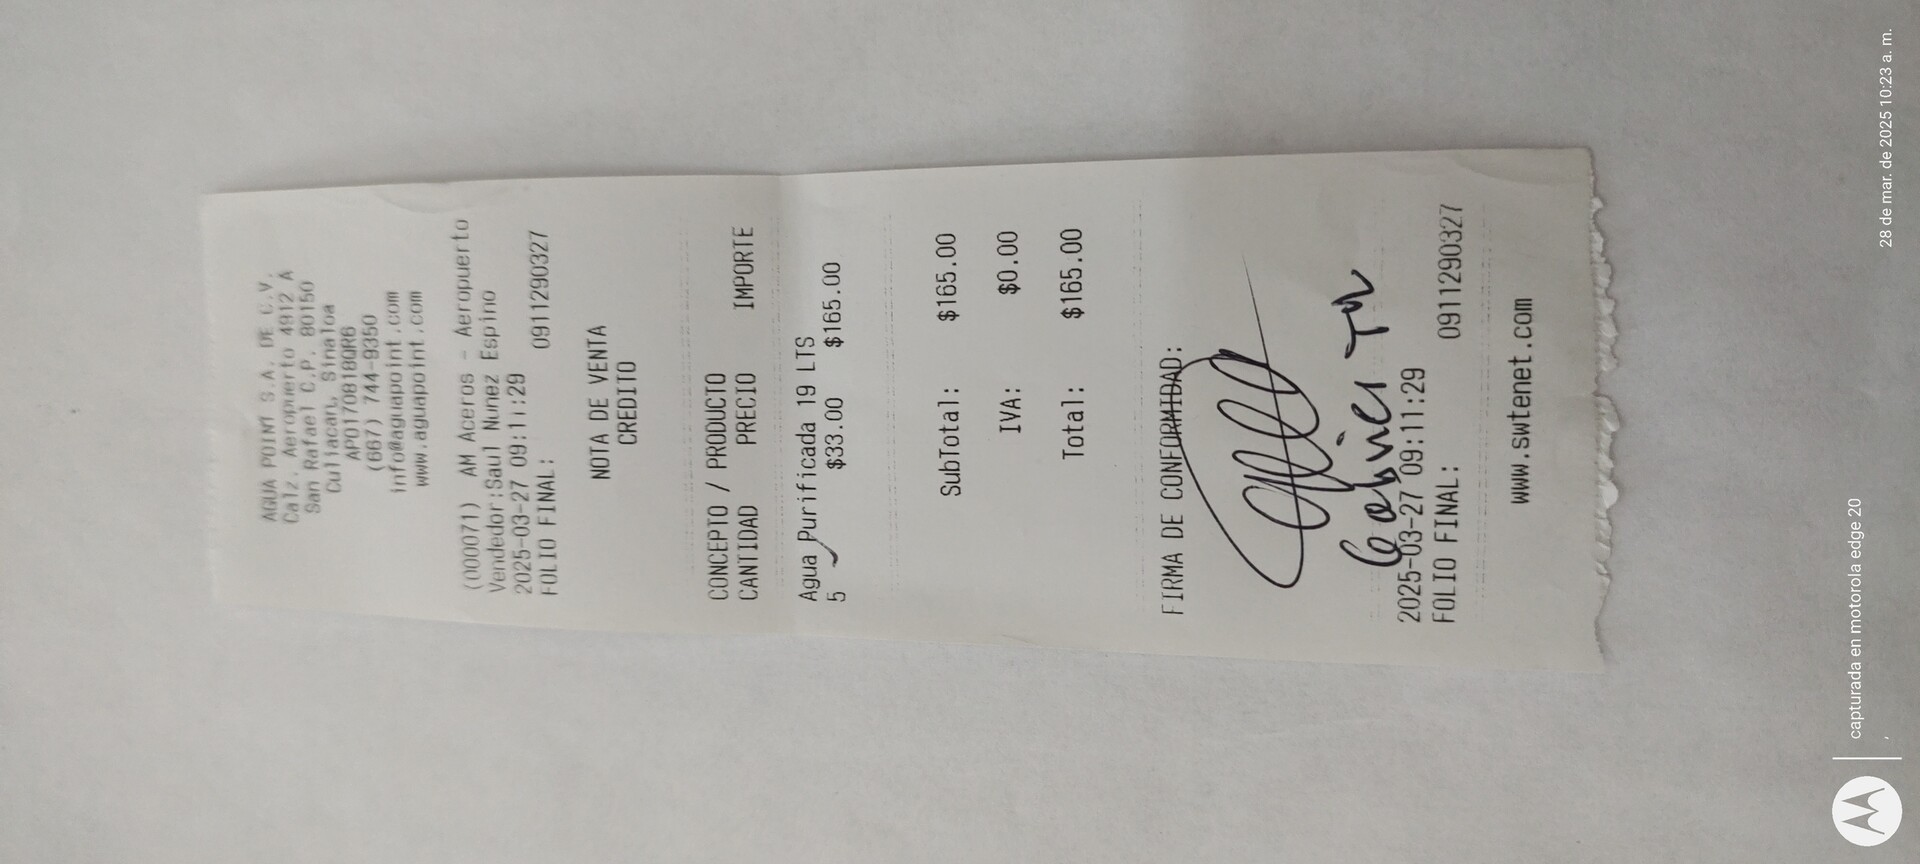 AGUA POINT S.A. DE C.V.
Calz. Aeropuerto 4912 A
San Rafael C.P. 80150
Culiacan, Sinaloa
APO170818QR6
(667) 744-9350
info@aguapoint.com
www.aguapoint.com
(000071) AM Aceros - Aeropuerto
Vendedor:Saul Nunez Espino
2025-03-27 09:11:29
FOLIO FINAL: 0911290327
NOTA DE VENTA
CREDITO
CONCEPTO / PRODUCTO
CANTIDAD PRECIO IMPORTE
Agua Purificada 19 LTS
5 $33.00 $165.00
SubTotal: $165.00
IVA: $0.00
Total: $165.00
FIRMA DE CONFORMIDAD:
2025-03-27 09:11:29
FOLIO FINAL: 0911290327
www.swtenet.com
capturada en motorola edge 20
28 de mar. de 2025 10:23 a. m.